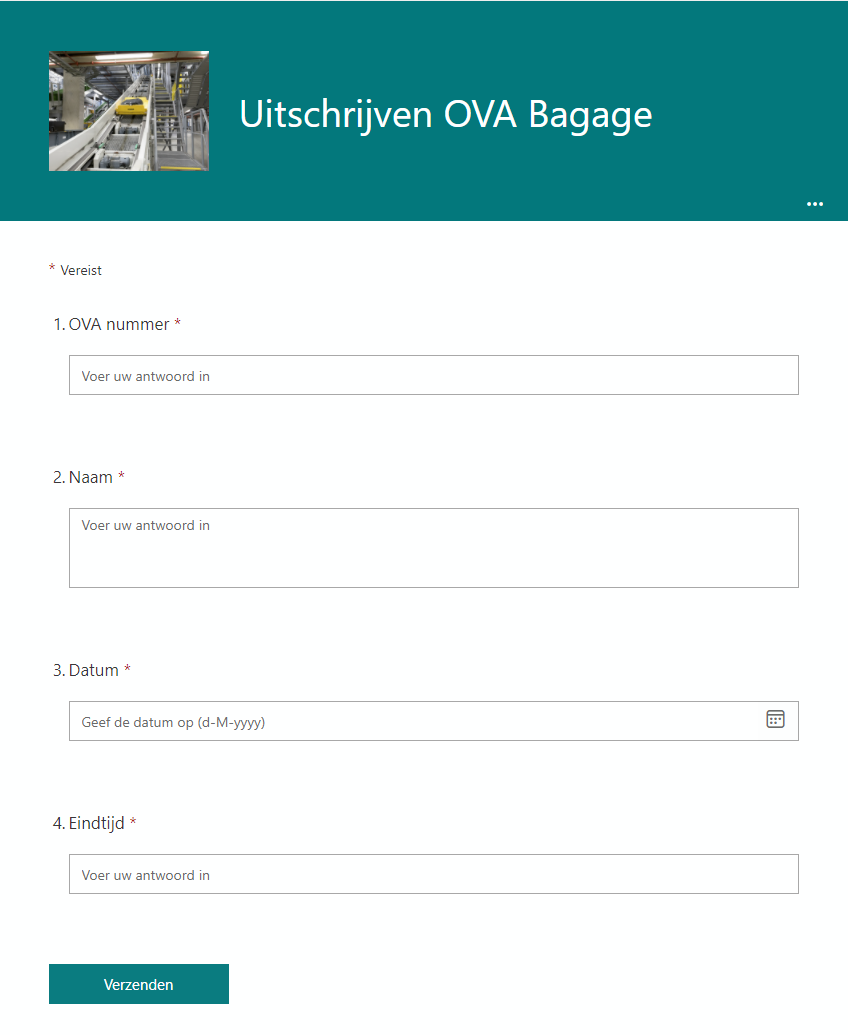 Uitschrijven OVA Bagage
...
* Vereist
1. OVA nummer *
Voer uw antwoord in
2. Naam *
Voer uw antwoord in
3. Datum *
Geef de datum op (d-M-yyyy)
4. Eindtijd *
Voer uw antwoord in
Verzenden